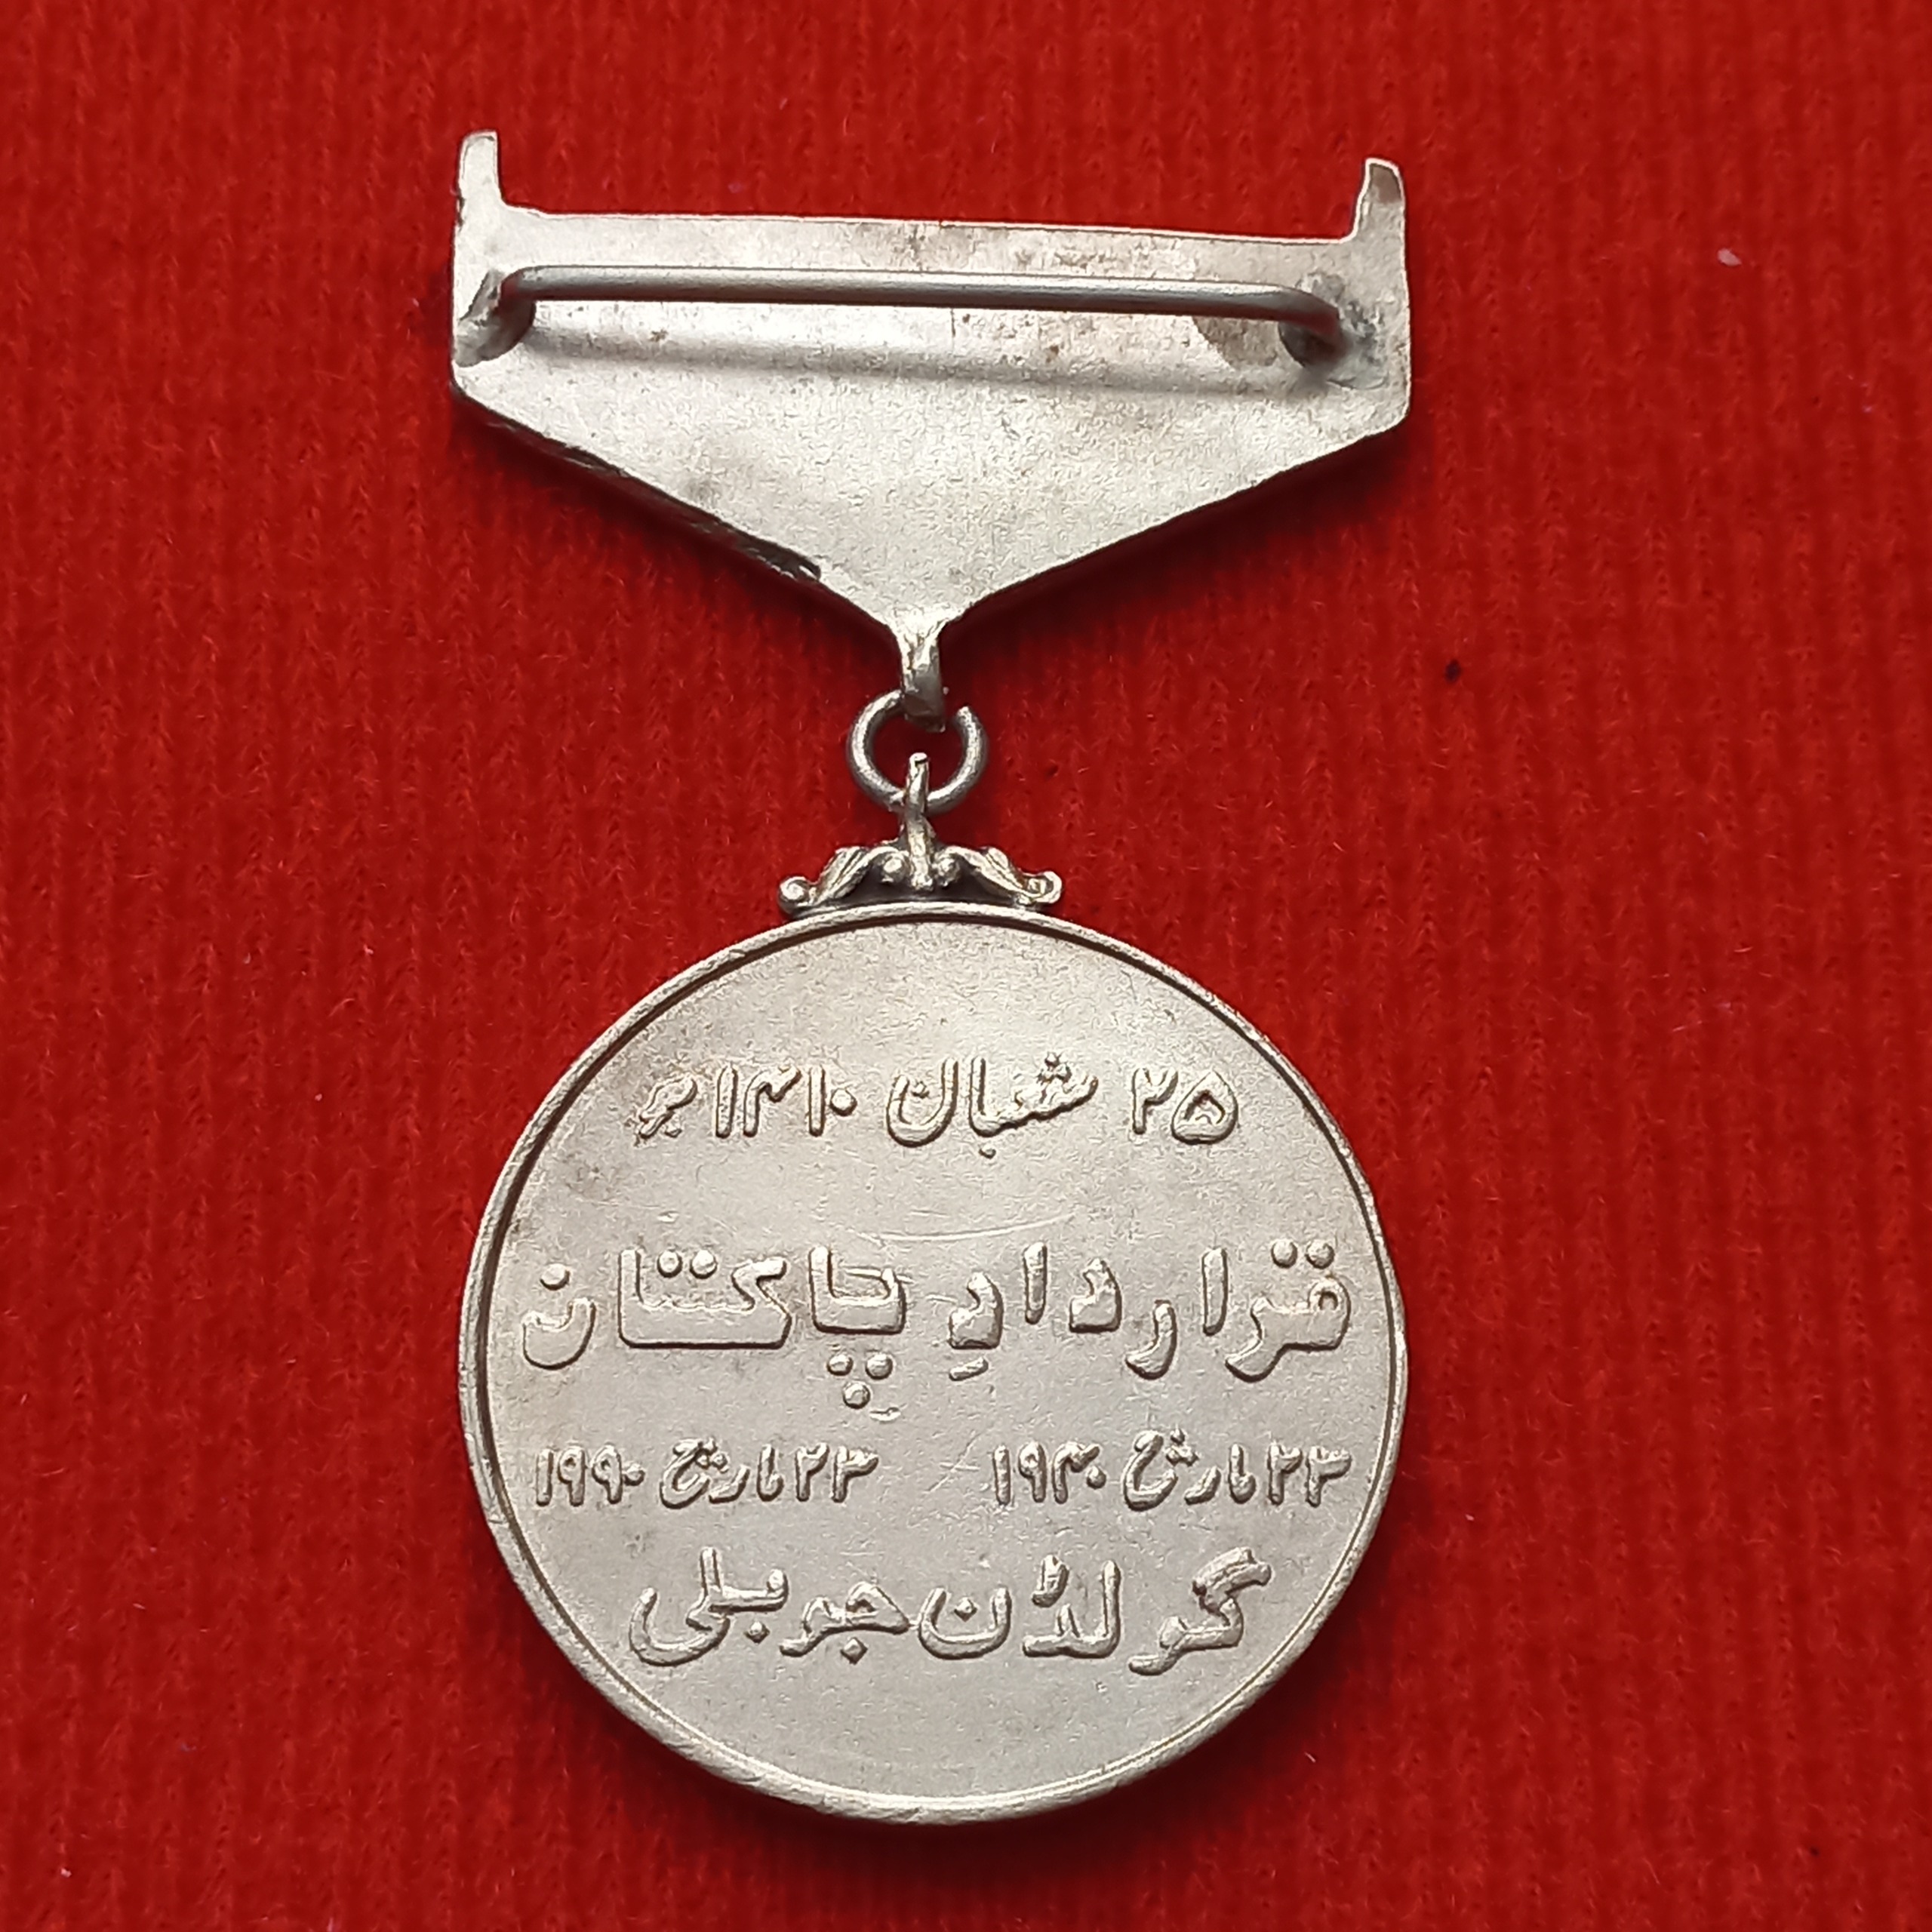 ۲۵ شعبان ۱۴۱۰ھ
قراردادِ پاکستان
۲۳ مارچ ۱۹۴۰ ۲۳ مارچ ۱۹۹۰
گولڈن جوبلی